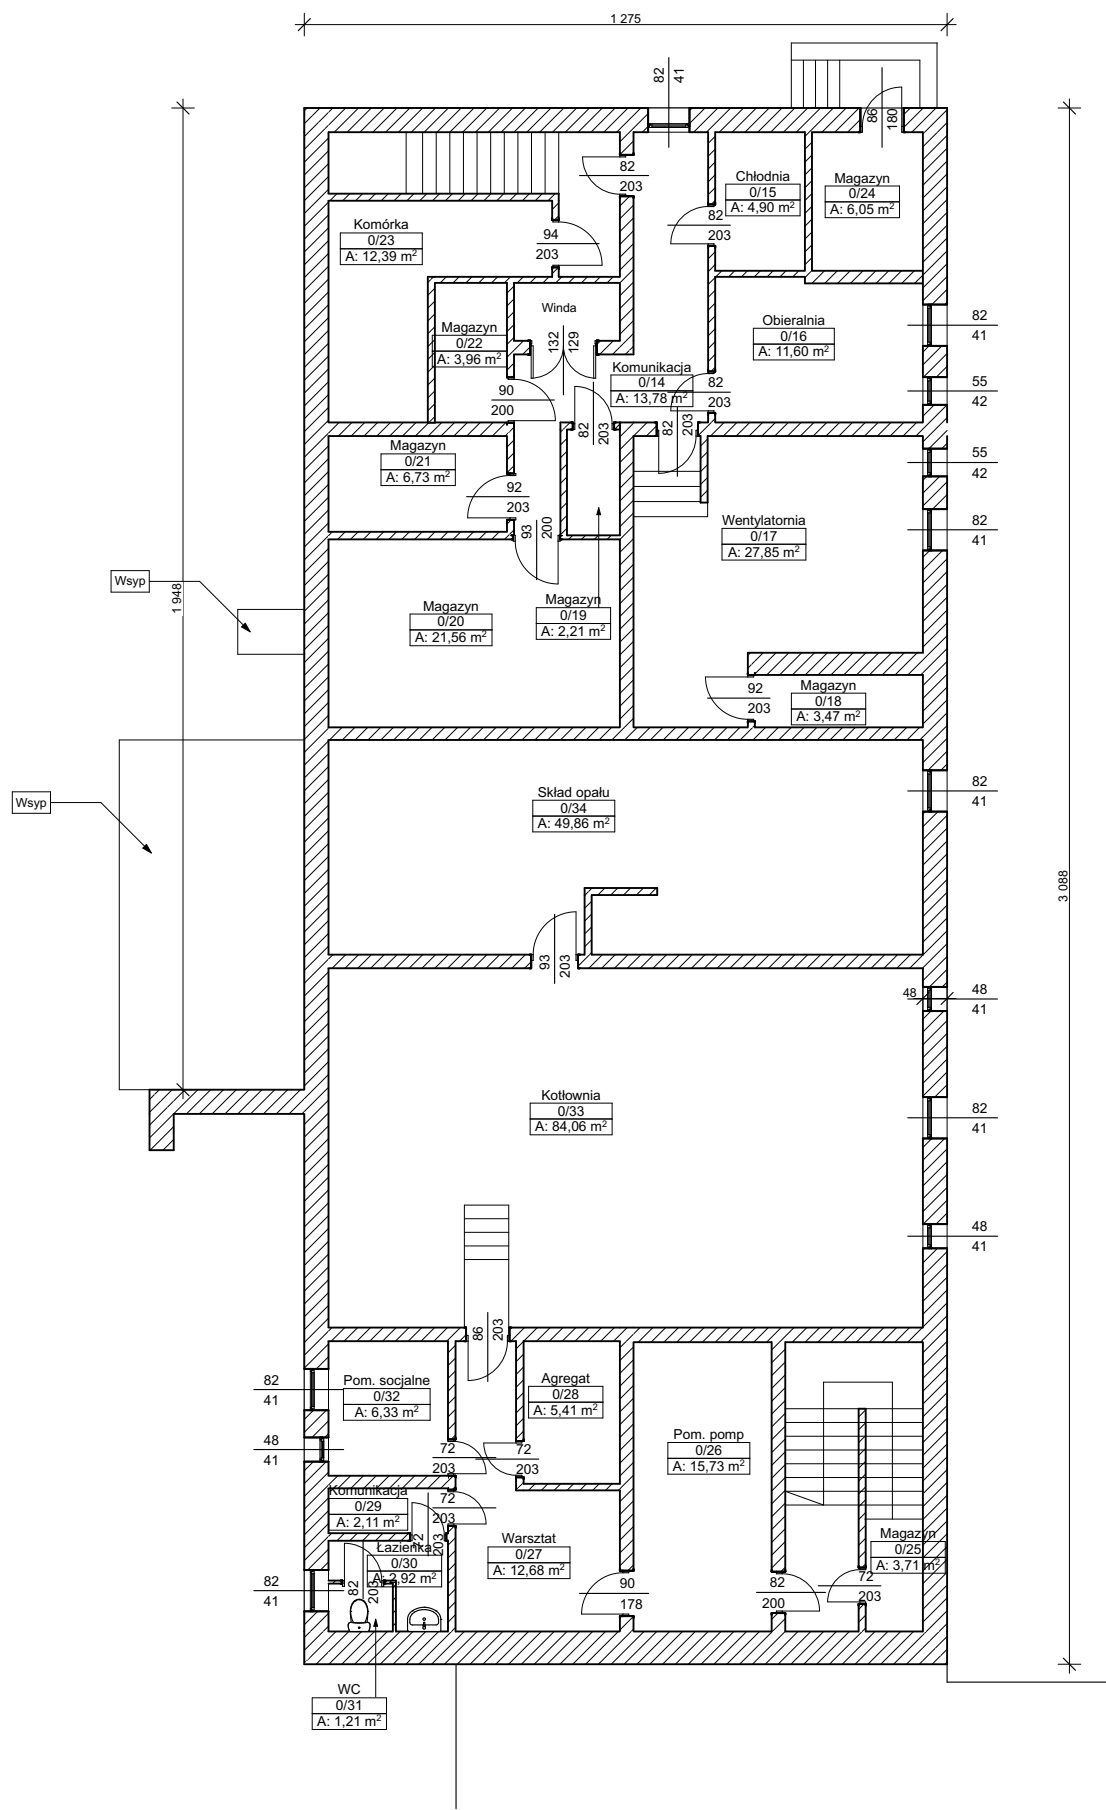 1 275
82
41
86
180
82
203
Chłodnia
0/15
A: 4,90 m²
Magazyn
0/24
A: 6,05 m²
82
203
Komórka
0/23
A: 12,39 m²
94
203
Winda
132
129
Magazyn
0/22
A: 3,96 m²
Obieralnia
0/16
A: 11,60 m²
82
41
Komunikacja
0/14
A: 13,78 m²
82
203
55
42
90
200
82
203
82
203
Magazyn
0/21
A: 6,73 m²
92
203
93
200
55
42
Wentylatornia
0/17
A: 27,85 m²
82
41
Wsyp
1 948
Magazyn
0/20
A: 21,56 m²
Magazyn
0/19
A: 2,21 m²
92
203
Magazyn
0/18
A: 3,47 m²
Wsyp
Skład opału
0/34
A: 49,86 m²
82
41
3 088
93
203
48
48
41
Kotłownia
0/33
A: 84,06 m²
82
41
48
41
86
203
82
41
Pom. socjalne
0/32
A: 6,33 m²
Agregat
0/28
A: 5,41 m²
48
41
72
203
72
203
Pom. pomp
0/26
A: 15,73 m²
Komunikacja
0/29
A: 2,11 m²
72
203
72
203
Łazienka
0/30
A: 2,92 m²
Warsztat
0/27
A: 12,68 m²
Magazyn
0/25
A: 3,71 m²
82
41
82
203
90
178
82
200
72
203
WC
0/31
A: 1,21 m²